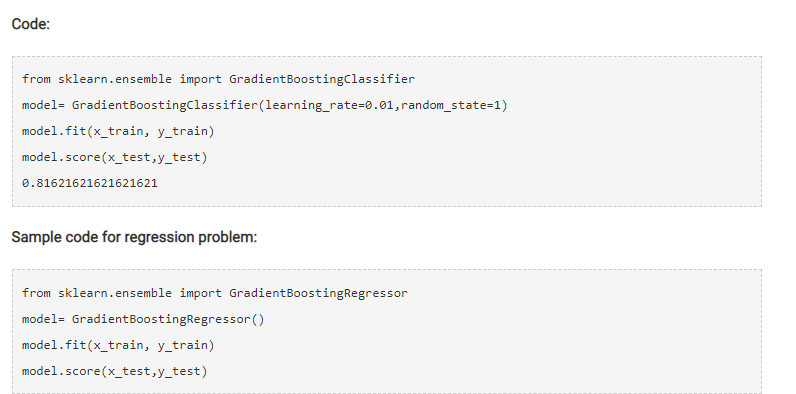 Code:
from sklearn.ensemble import GradientBoostingClassifier
model= GradientBoostingClassifier(learning_rate=0.01,random_state=1)
model.fit(x_train, y_train)
model.score(x_test,y_test)
0.81621621621621621
Sample code for regression problem:
from sklearn.ensemble import GradientBoostingRegressor
model= GradientBoostingRegressor()
model.fit(x_train, y_train)
model.score(x_test,y_test)